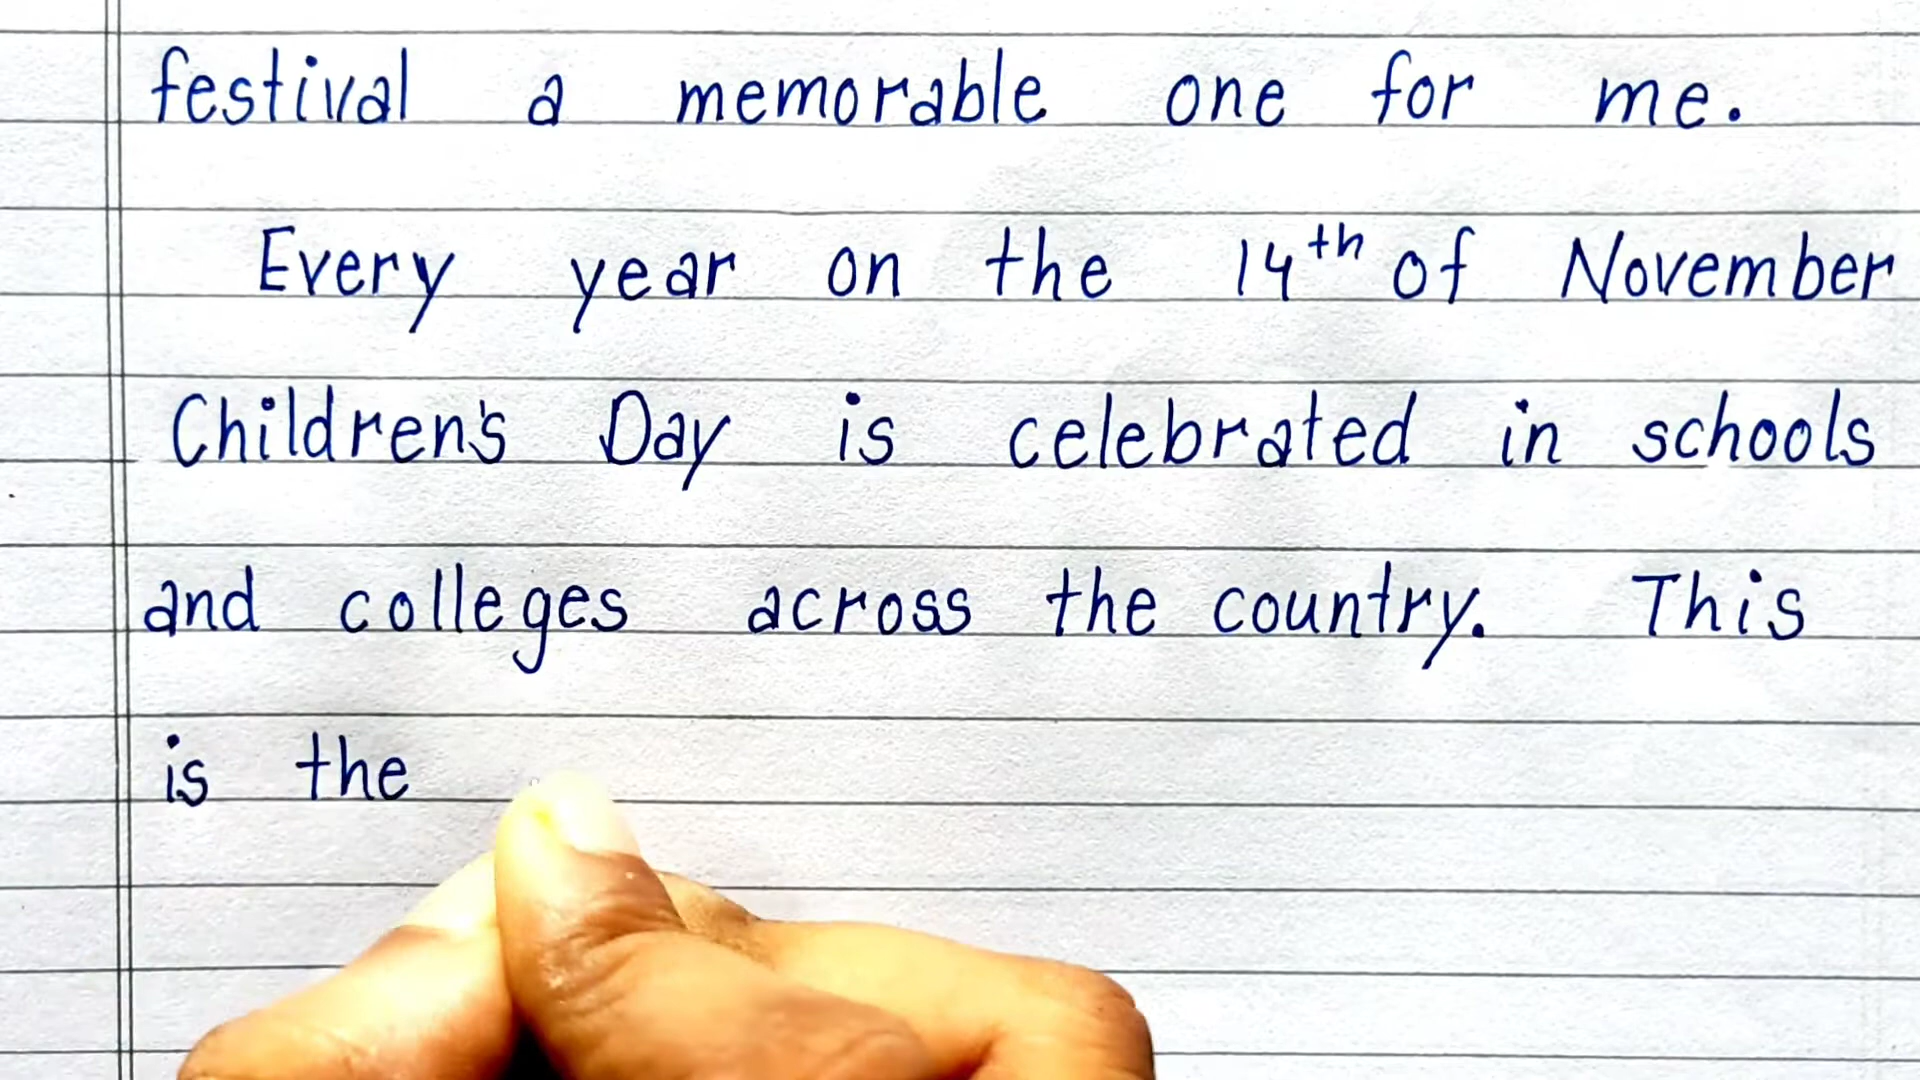 festival a memorable one for me.
Every year on the 14th of November
Children's Day is celebrated in schools
and colleges across the country. This
is the